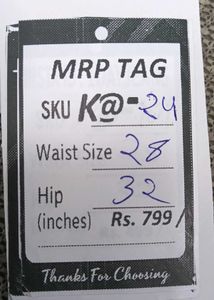 MRP TAG
SKU K@-24
Waist Size 28
Hip 32
(inches) Rs. 799/
Thanks For Choosing